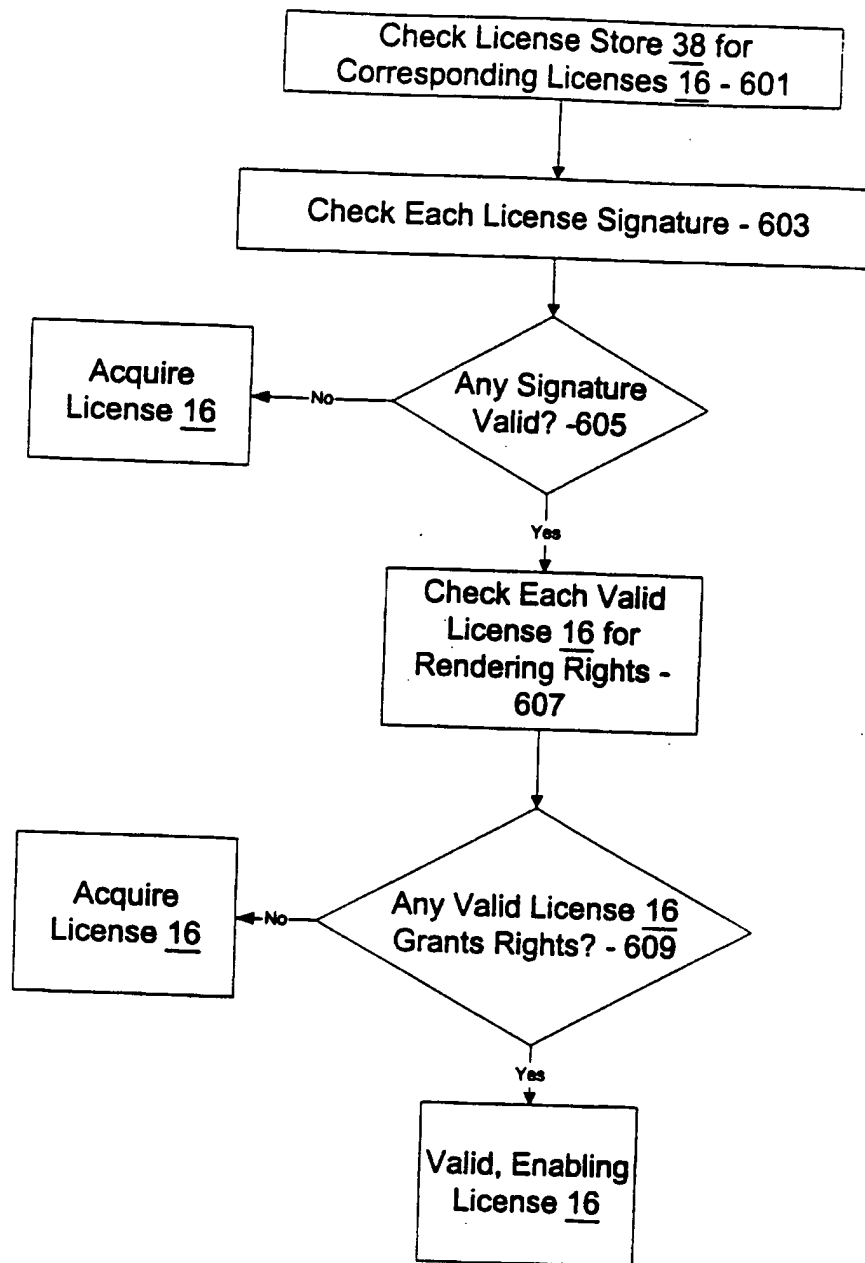 Check License Store 38 for
Corresponding Licenses 16 - 601
Check Each License Signature - 603
Acquire
License 16
No
Any Signature
Valid? -605
Yes
Check Each Valid
License 16 for
Rendering Rights -
607
Acquire
License 16
No
Any Valid License 16
Grants Rights? - 609
Yes
Valid, Enabling
License 16